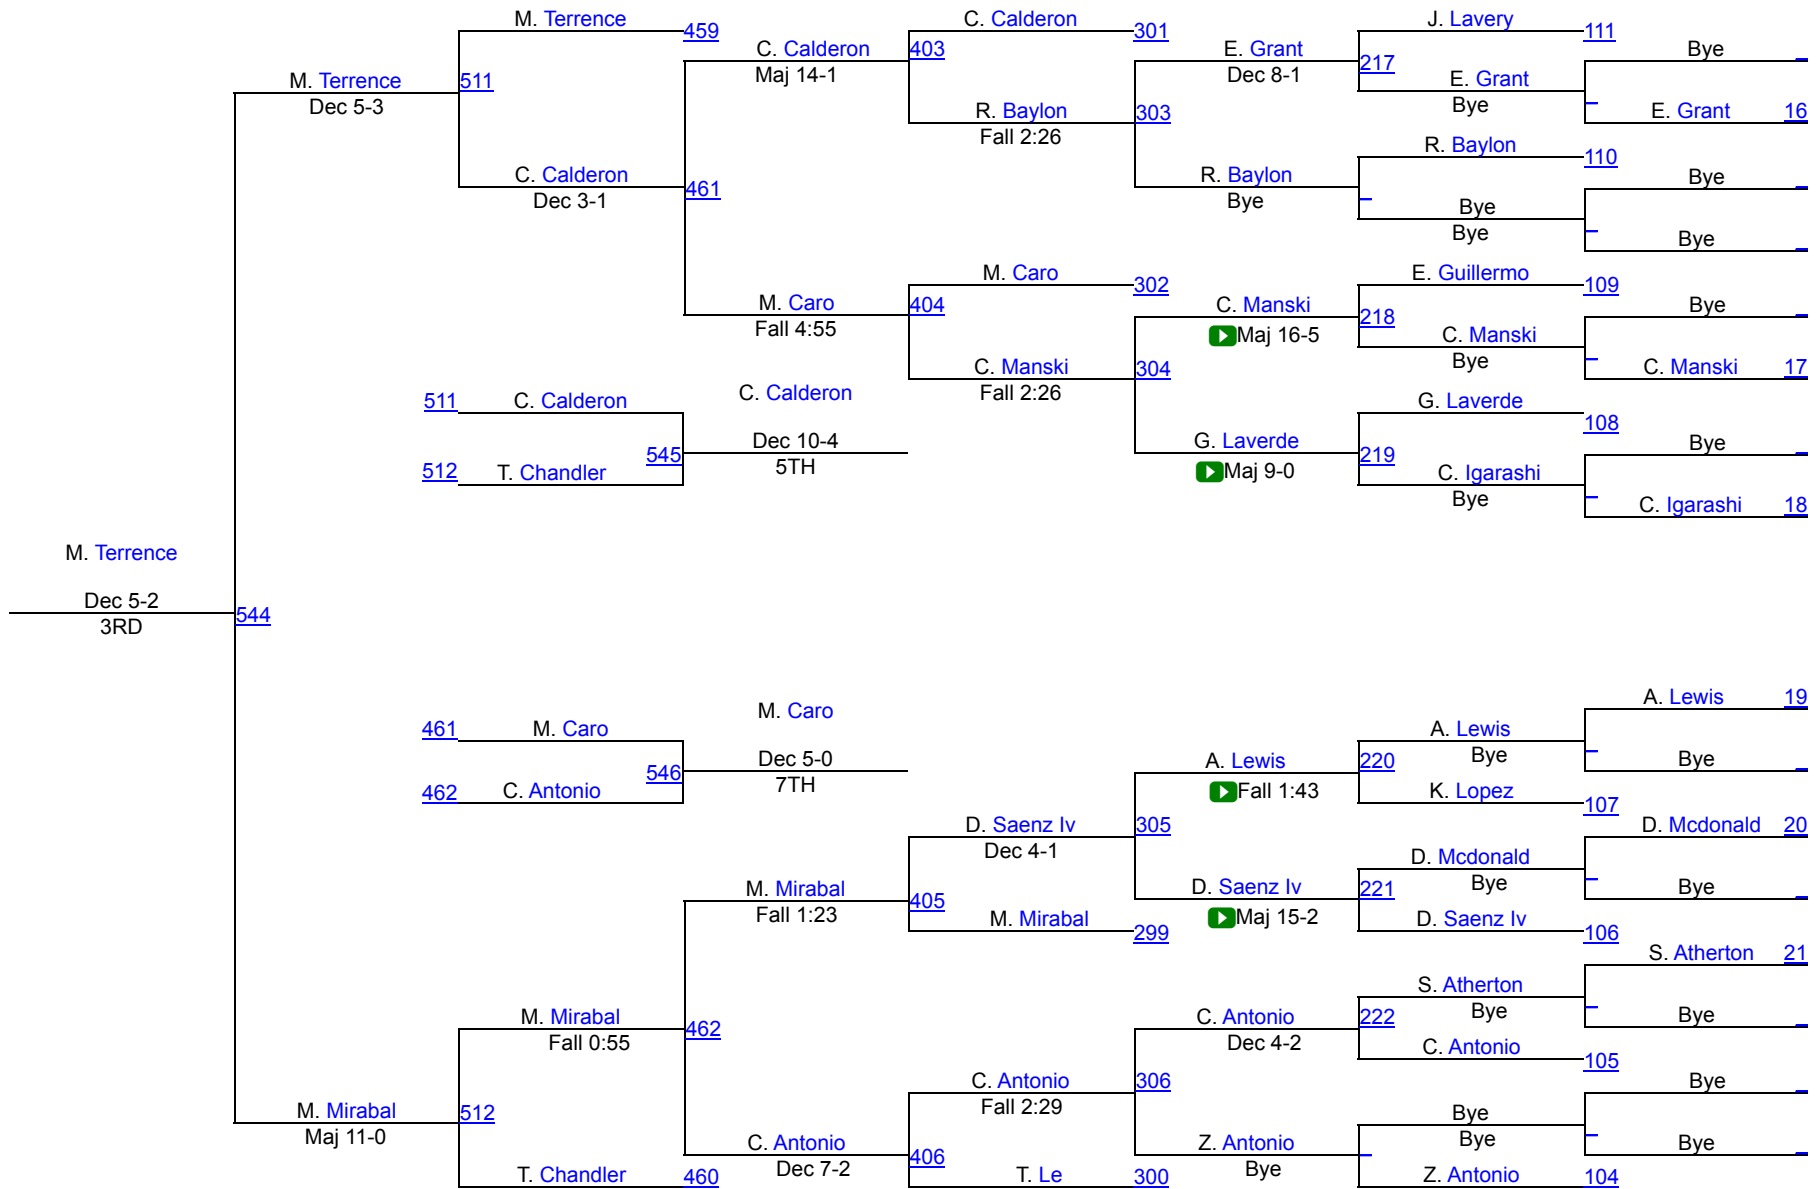 M. Terrence
459
C. Calderon
301
J. Lavery
111
C. Calderon
403
Maj 14-1
E. Grant
217
Dec 8-1
Bye
M. Terrence
511
Dec 5-3
E. Grant
Bye
R. Baylon
303
Fall 2:26
E. Grant 16
R. Baylon
110
C. Calderon
461
Dec 3-1
R. Baylon
Bye
Bye
Bye
Bye
Bye
M. Caro
302
E. Guillermo
109
M. Caro
404
Fall 4:55
C. Manski
218
Maj 16-5
Bye
C. Manski
Bye
C. Manski
304
Fall 2:26
C. Manski 17
C. Calderon
511 C. Calderon
G. Laverde
108
Dec 10-4
545
5TH
G. Laverde
219
Maj 9-0
Bye
512 T. Chandler
C. Igarashi
Bye
C. Igarashi 18
M. Terrence
Dec 5-2
544
3RD
A. Lewis 19
M. Caro
461 M. Caro
A. Lewis
Bye
Dec 5-0
546
7TH
A. Lewis
220
Fall 1:43
Bye
462 C. Antonio
K. Lopez
107
D. Saenz Iv
305
Dec 4-1
D. Mcdonald 20
D. Mcdonald
Bye
M. Mirabal
405
Fall 1:23
D. Saenz Iv
221
Maj 15-2
Bye
M. Mirabal
299
D. Saenz Iv
106
S. Atherton 21
S. Atherton
Bye
M. Mirabal
462
Fall 0:55
C. Antonio
222
Dec 4-2
Bye
C. Antonio
105
C. Antonio
306
Fall 2:29
Bye
M. Mirabal
512
Maj 11-0
Bye
Bye
C. Antonio
406
Dec 7-2
Z. Antonio
Bye
Bye
T. Chandler
460
T. Le
300
Z. Antonio
104